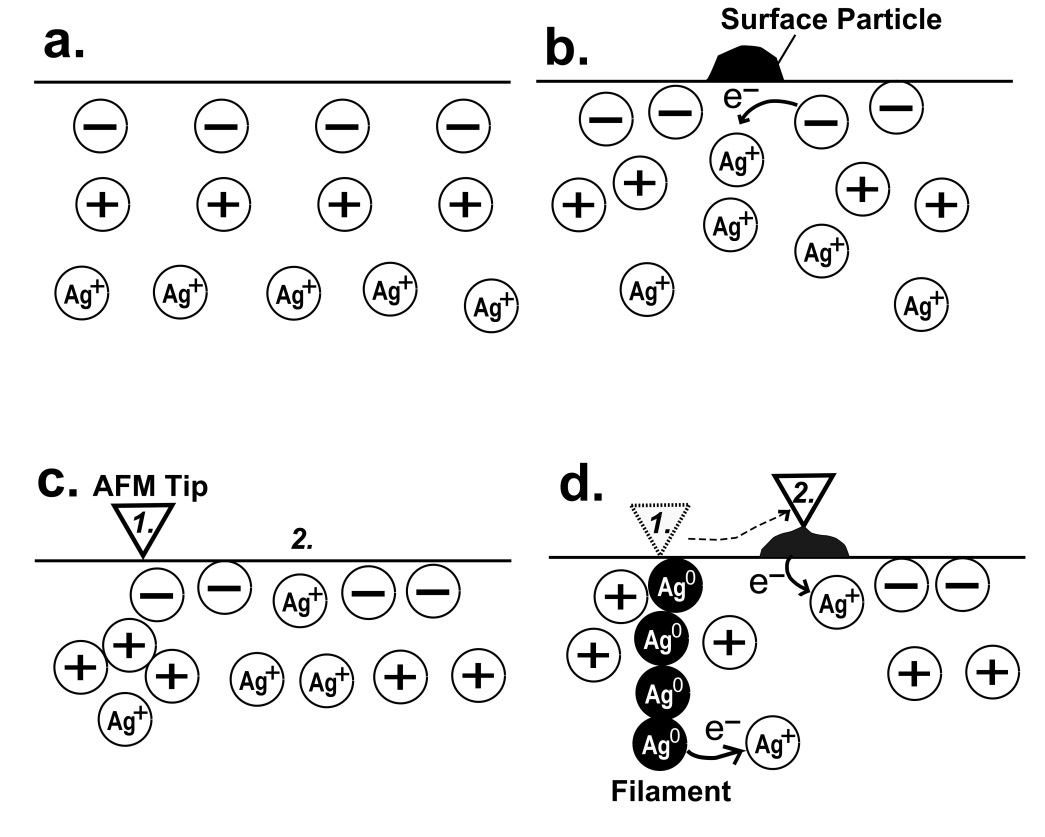 a.
− − − −
+ + + +
Ag+ Ag+ Ag+ Ag+ Ag+
b.
Surface Particle
e−
− − − −
Ag+
+ + + +
Ag+
Ag+
Ag+ Ag+
c. AFM Tip
1.
2.
− − Ag+ − −
+ + + Ag+ Ag+ + +
Ag+
d.
1.
2.
+ Ag0 e− Ag+ − −
+ Ag0 + + +
Ag0
Ag0 e− Ag+
Filament